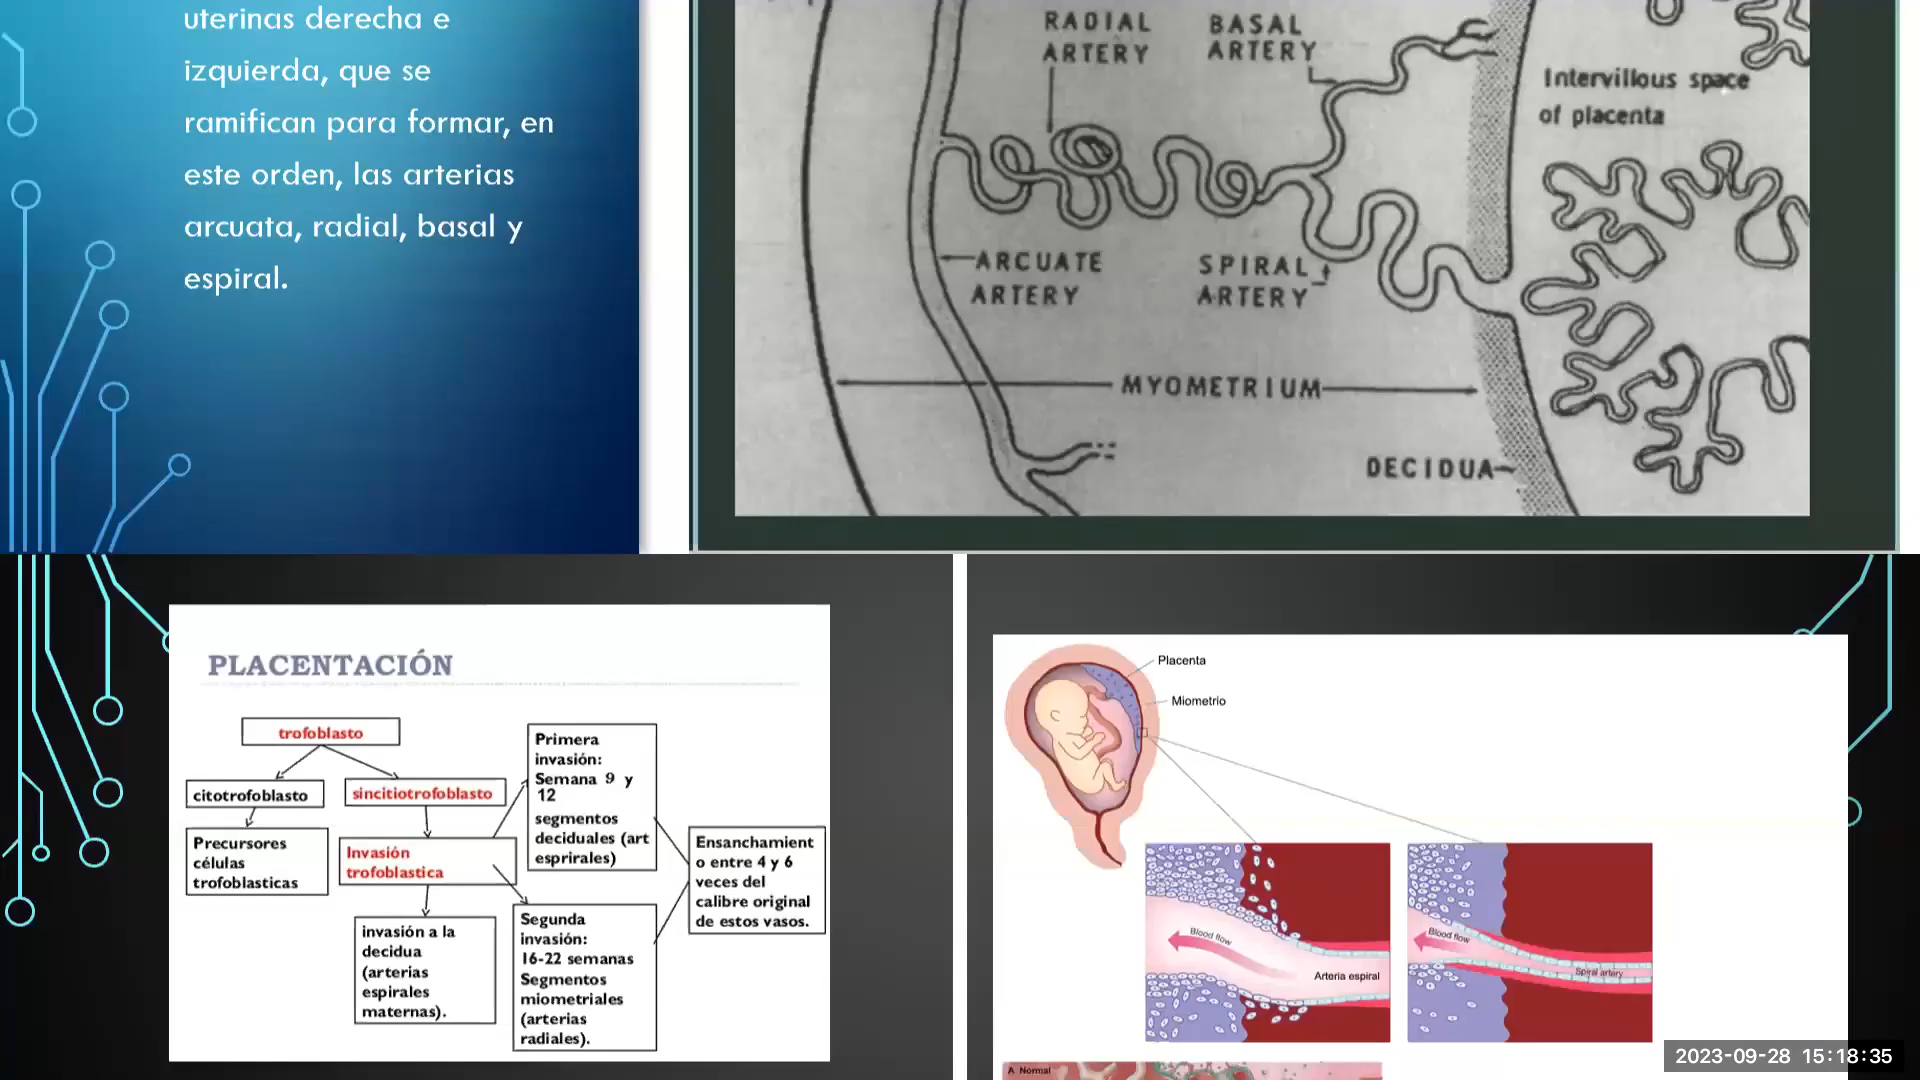 uterinas derecha e
izquierda, que se
ramifican para formar, en
este orden, las arterias
arcuata, radial, basal y
espiral.
RADIAL
ARTERY
BASAL
ARTERY
Intervillous space
of placenta
ARCUATE
ARTERY
SPIRAL
ARTERY
MYOMETRIUM
DECIDUA
PLACENTACIÓN
trofoblasto
citotrofoblasto
sincitiotrofoblasto
Precursores
células
trofoblasticas
Invasión
trofoblastica
invasión a la
decidua
(arterias
espirales
maternas).
Primera
invasión:
Semana 9 y
12
segmentos
deciduales (art
esprirales)
Segunda
invasión:
16-22 semanas
Segmentos
miometriales
(arterias
radiales).
Ensanchamient
o entre 4 y 6
veces del
calibre original
de estos vasos.
Placenta
Miometrio
Blood flow
Arteria espiral
Blood flow
Spiral artery
A Normal
2023-09-28 15:18:35